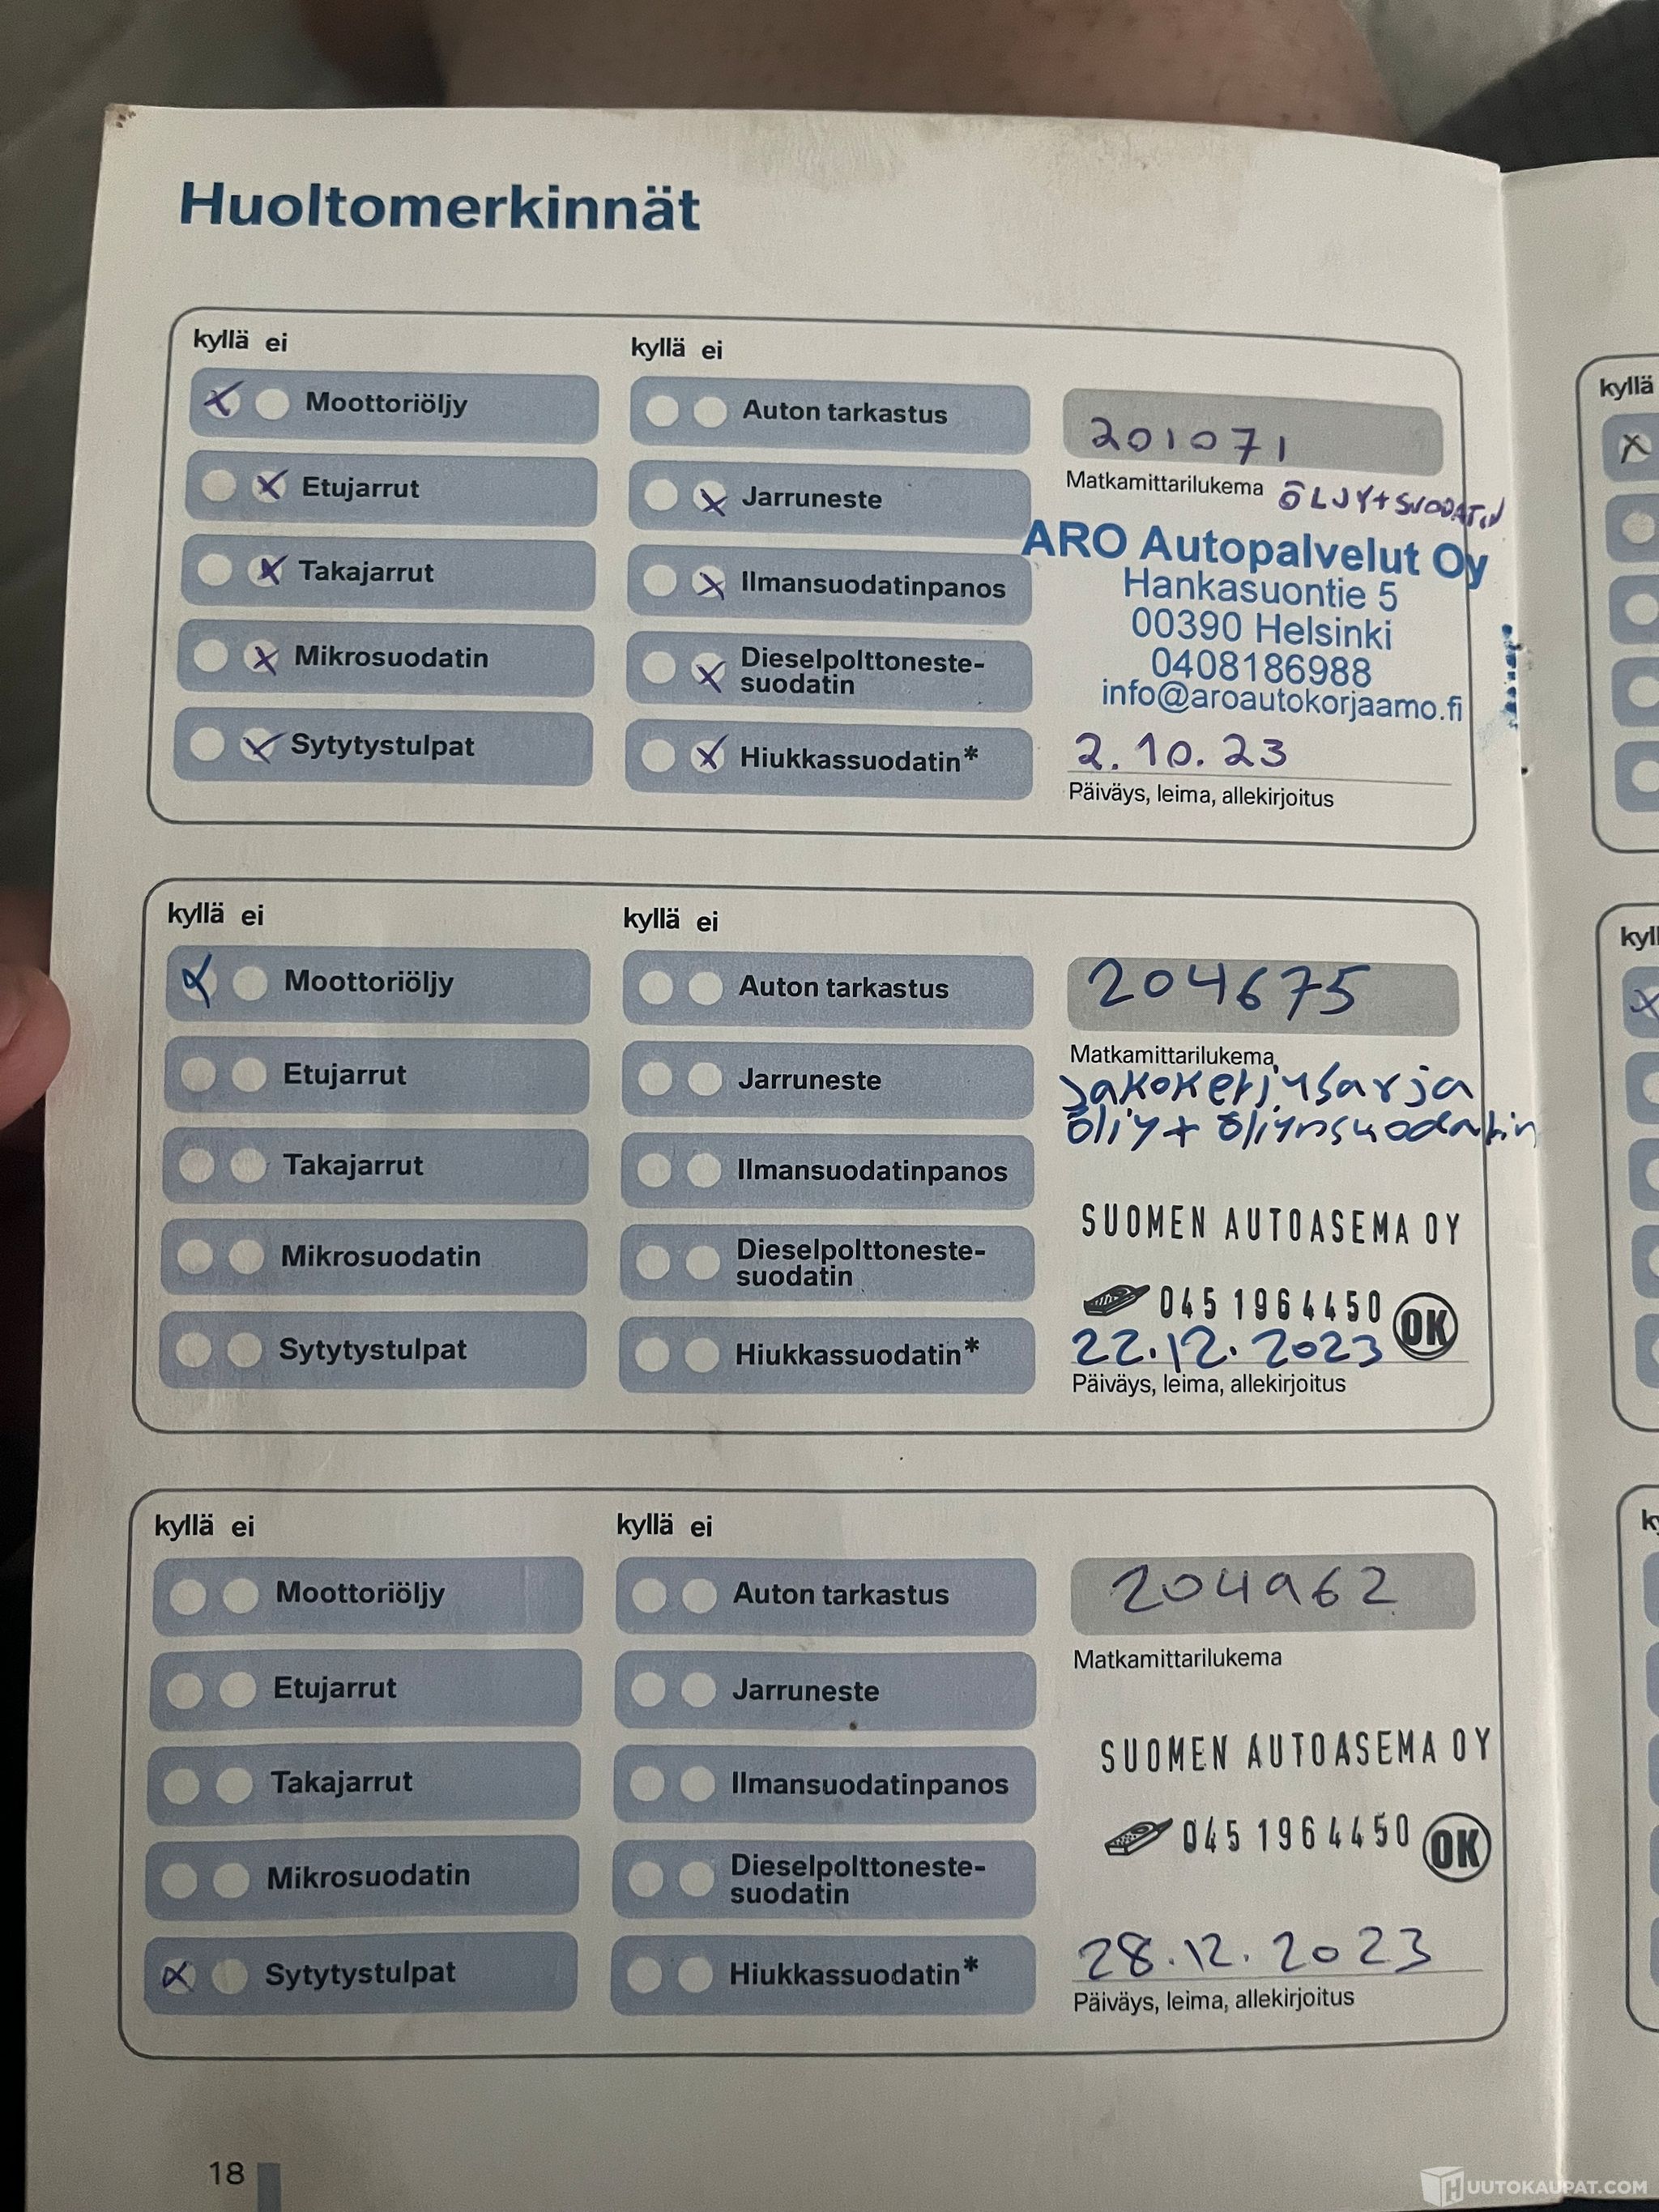 Huoltomerkinnät
kyllä ei
kyllä ei
X Moottoriöljy
Auton tarkastus
201071
X Etujarrut
X Jarruneste
Matkamittarilukema ÖLJY+SUODATIN
X Takajarrut
X Ilmansuodatinpanos
ARO Autopalvelut Oy
Hankasuontie 5
00390 Helsinki
0408186988
info@aroautokorjaamo.fi
X Mikrosuodatin
X Dieselpolttoneste-
suodatin
X Sytytystulpat
X Hiukkassuodatin*
2.10.23
Päiväys, leima, allekirjoitus
kyllä ei
kyllä ei
X Moottoriöljy
Auton tarkastus
204675
Etujarrut
Jarruneste
Matkamittarilukema
Jakoketjusarja
öljy + öljynsuodatin
Takajarrut
Ilmansuodatinpanos
SUOMEN AUTOASEMA OY
Mikrosuodatin
Dieselpolttoneste-
suodatin
045 1964450 OK
Sytytystulpat
Hiukkassuodatin*
22.12.2023
Päiväys, leima, allekirjoitus
kyllä ei
kyllä ei
Moottoriöljy
Auton tarkastus
204962
Matkamittarilukema
Etujarrut
Jarruneste
SUOMEN AUTOASEMA OY
Takajarrut
Ilmansuodatinpanos
045 1964450 OK
Mikrosuodatin
Dieselpolttoneste-
suodatin
X Sytytystulpat
Hiukkassuodatin*
28.12.2023
Päiväys, leima, allekirjoitus
18
kyllä
X
HUUTOKAUPAT.COM